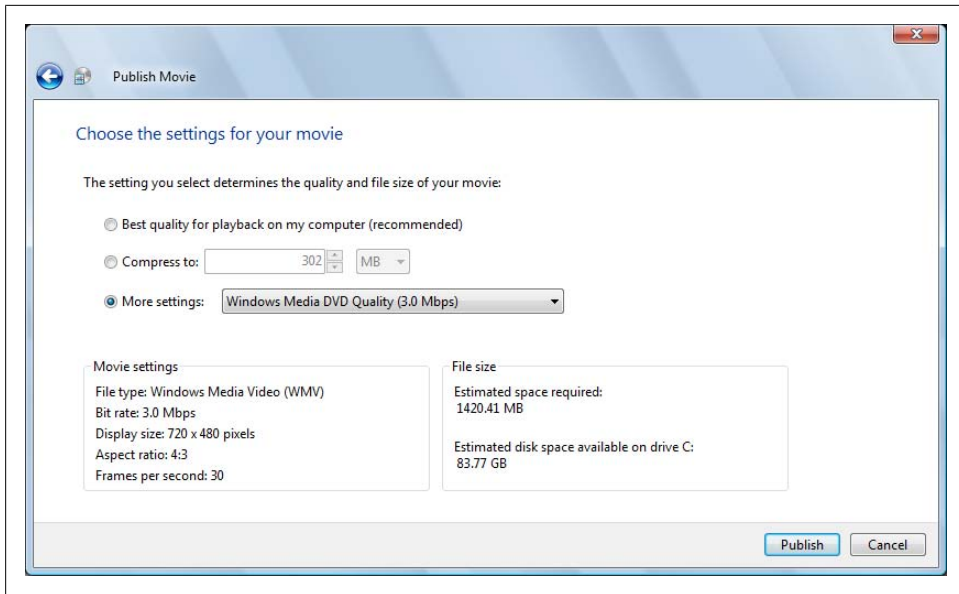 Publish Movie
Choose the settings for your movie
The setting you select determines the quality and file size of your movie:
Best quality for playback on my computer (recommended)
Compress to: 302 MB
More settings: Windows Media DVD Quality (3.0 Mbps)
Movie settings
File type: Windows Media Video (WMV)
Bit rate: 3.0 Mbps
Display size: 720 x 480 pixels
Aspect ratio: 4:3
Frames per second: 30
File size
Estimated space required:
1420.41 MB
Estimated disk space available on drive C:
83.77 GB
Publish
Cancel